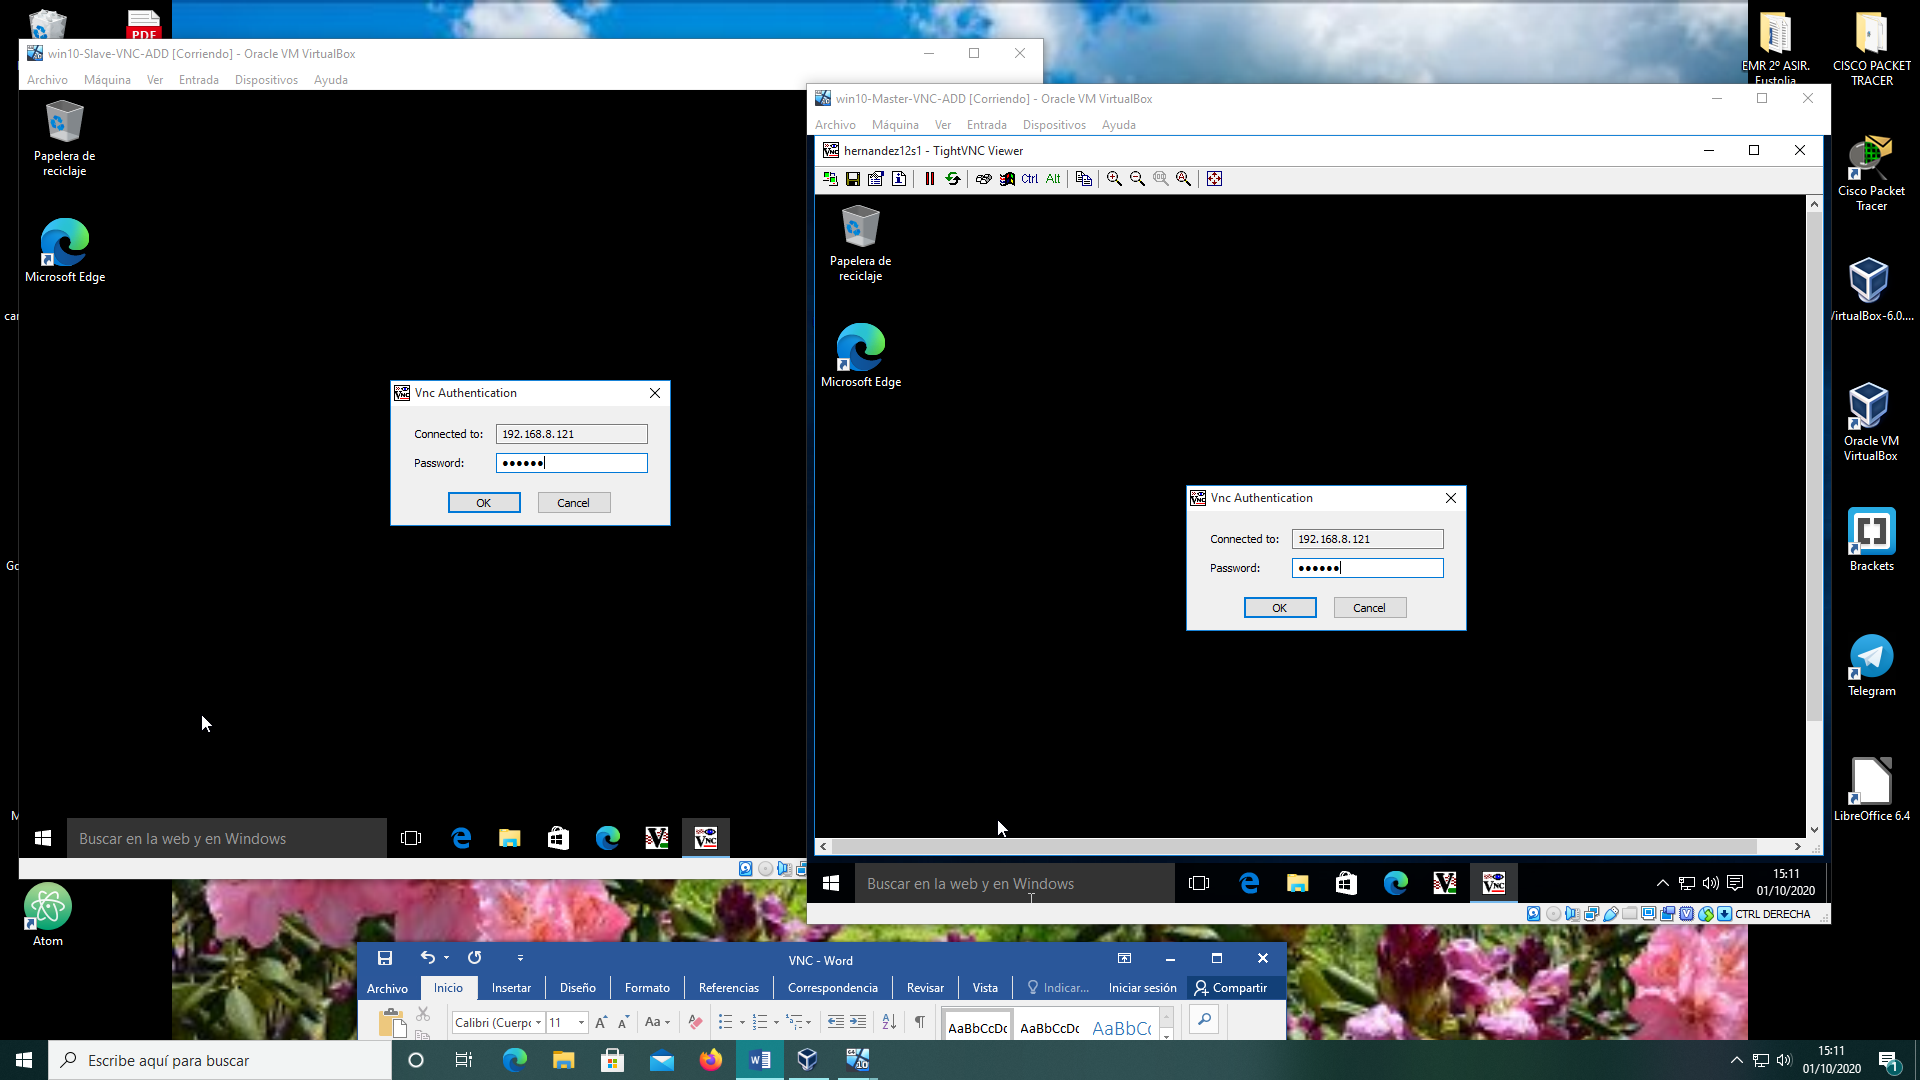 PDF
win10-Slave-VNC-ADD [Corriendo] - Oracle VM VirtualBox
Archivo Máquina Ver Entrada Dispositivos Ayuda
Papelera de
reciclaje
Microsoft Edge
Vnc Authentication
Connected to: 192.168.8.121
Password: ••••••
OK Cancel
Buscar en la web y en Windows
win10-Master-VNC-ADD [Corriendo] - Oracle VM VirtualBox
Archivo Máquina Ver Entrada Dispositivos Ayuda
hernandez12s1 - TightVNC Viewer
Ctrl Alt
Papelera de
reciclaje
Microsoft Edge
Vnc Authentication
Connected to: 192.168.8.121
Password: ••••••
OK Cancel
Buscar en la web y en Windows
15:11
01/10/2020
CTRL DERECHA
EMR 2º ASIR.
Eustolia
CISCO PACKET
TRACER
Cisco Packet
Tracer
VirtualBox-6.0....
Oracle VM
VirtualBox
Brackets
Telegram
LibreOffice 6.4
Atom
VNC - Word
Archivo Inicio Insertar Diseño Formato Referencias Correspondencia Revisar Vista Indicar... Iniciar sesión Compartir
Calibri (Cuerpo 11
AaBbCcDc AaBbCcDc AaBbCc
Escribe aquí para buscar
15:11
01/10/2020
1